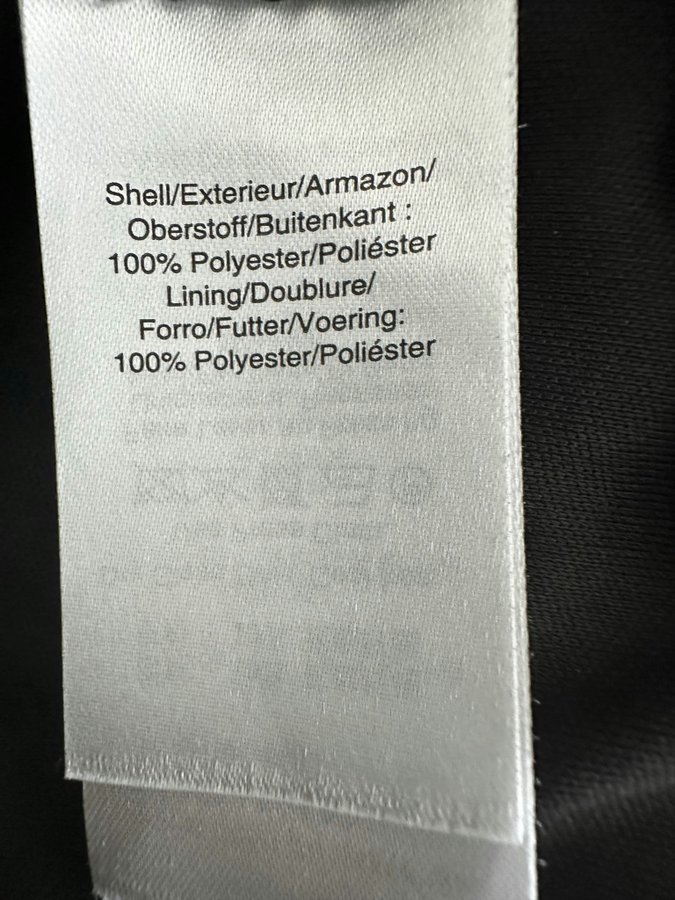 Shell/Exterieur/Armazon/
Oberstoff/Buitenkant :
100% Polyester/Poliéster
Lining/Doublure/
Forro/Futter/Voering:
100% Polyester/Poliéster